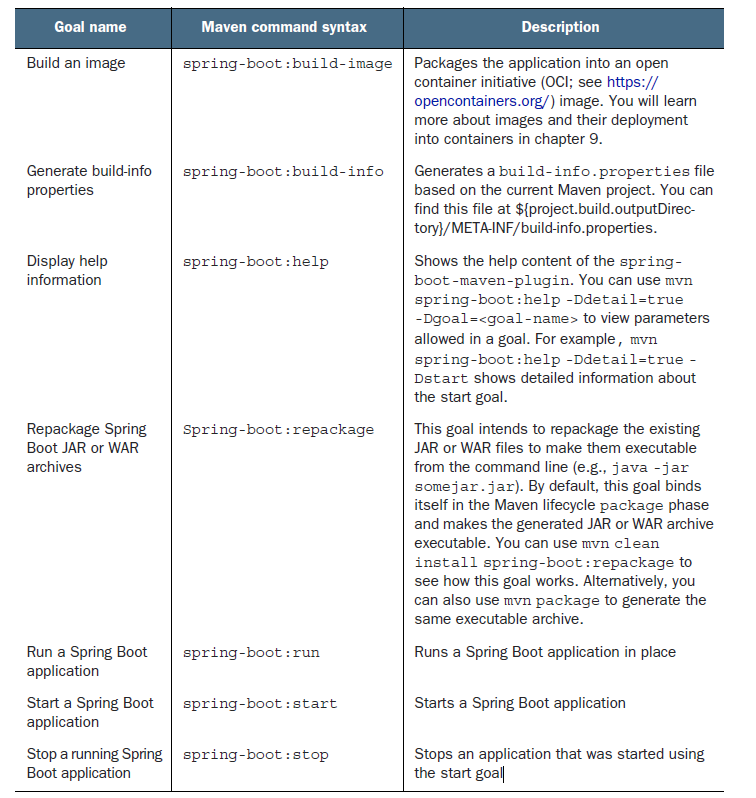 Goal name Maven command syntax Description
Build an image spring-boot:build-image Packages the application into an open
container initiative (OCI; see https://
opencontainers.org/) image. You will learn
more about images and their deployment
into containers in chapter 9.
Generate build-info spring-boot:build-info Generates a build-info.properties file
properties based on the current Maven project. You can
find this file at ${project.build.outputDirec-
tory}/META-INF/build-info.properties.
Display help spring-boot:help Shows the help content of the spring-
information boot-maven-plugin. You can use mvn
spring-boot:help -Ddetail=true
-Dgoal=<goal-name> to view parameters
allowed in a goal. For example, mvn
spring-boot:help -Ddetail=true -
Dstart shows detailed information about
the start goal.
Repackage Spring Spring-boot:repackage This goal intends to repackage the existing
Boot JAR or WAR JAR or WAR files to make them executable
archives from the command line (e.g., java -jar
somejar.jar). By default, this goal binds
itself in the Maven lifecycle package phase
and makes the generated JAR or WAR archive
executable. You can use mvn clean
install spring-boot:repackage to
see how this goal works. Alternatively, you
can also use mvn package to generate the
same executable archive.
Run a Spring Boot spring-boot:run Runs a Spring Boot application in place
application
Start a Spring Boot spring-boot:start Starts a Spring Boot application
application
Stop a running Spring spring-boot:stop Stops an application that was started using
Boot application the start goal